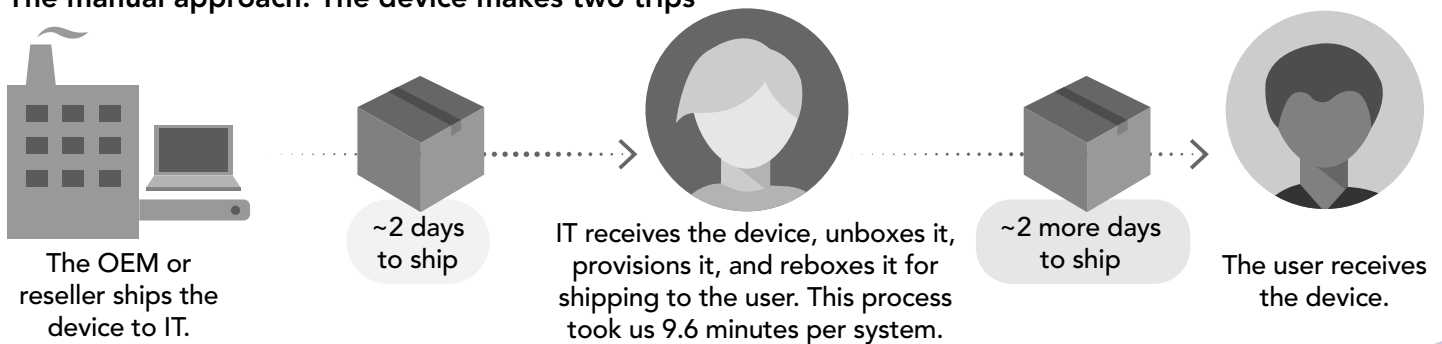 The manual approach: The device makes two trips
~2 days
to ship
~2 more days
to ship
The OEM or
reseller ships the
device to IT.
IT receives the device, unboxes it,
provisions it, and reboxes it for
shipping to the user. This process
took us 9.6 minutes per system.
The user receives
the device.